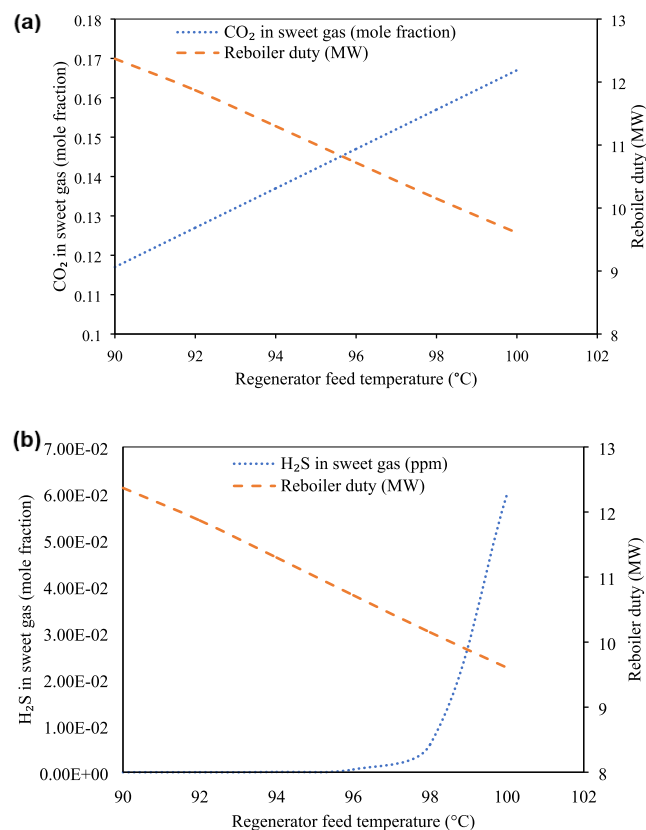 (a)
CO₂ in sweet gas (mole fraction)
Reboiler duty (MW)
0.18
0.17
0.16
0.15
0.14
0.13
0.12
0.11
0.1
CO₂ in sweet gas (mole fraction)
13
12
11
10
9
8
Reboiler duty (MW)
90 92 94 96 98 100 102
Regenerator feed temperature (°C)
(b)
H₂S in sweet gas (ppm)
Reboiler duty (MW)
7.00E-02
6.00E-02
5.00E-02
4.00E-02
3.00E-02
2.00E-02
1.00E-02
0.00E+00
H₂S in sweet gas (mole fraction)
13
12
11
10
9
8
Reboiler duty (MW)
90 92 94 96 98 100 102
Regenerator feed temperature (°C)